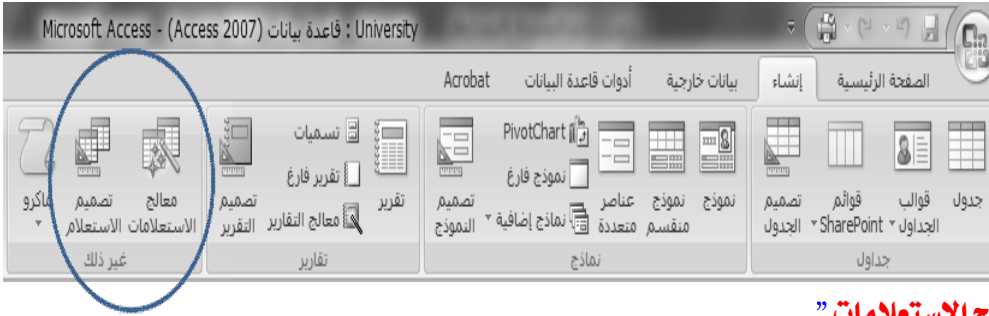 University : قاعدة بيانات (Access 2007) - Microsoft Access
الصفحة الرئيسية إنشاء بيانات خارجية أدوات قاعدة البيانات Acrobat
جدول
قوالب الجداول
قوائم SharePoint
تصميم الجدول
جداول
نموذج
نموذج منقسم
عناصر متعددة
PivotChart
نموذج فارغ
نماذج إضافية
تصميم النموذج
نماذج
تقرير
تسميات
تقرير فارغ
معالج التقارير
تصميم التقرير
تقارير
معالج الاستعلامات
تصميم الاستعلام
ماكرو
غير ذلك
الاستعلامات”